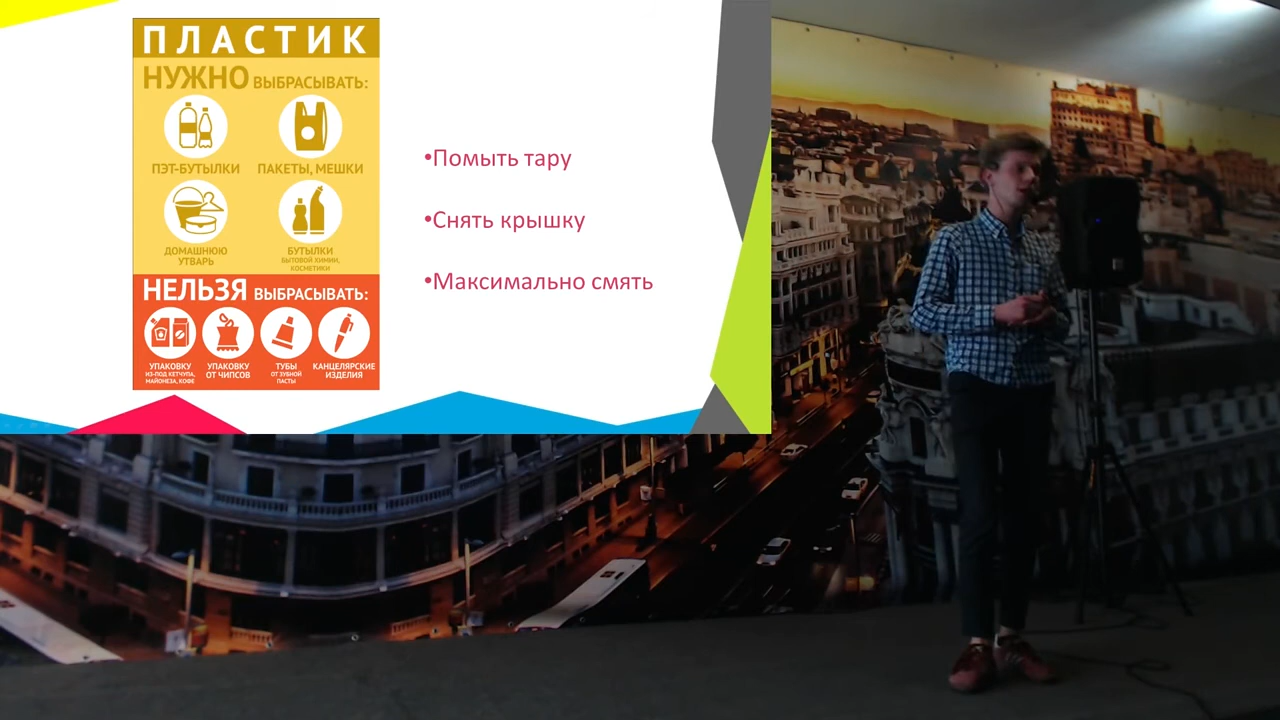 ПЛАСТИК
НУЖНО ВЫБРАСЫВАТЬ:
ПЭТ-БУТЫЛКИ
ПАКЕТЫ, МЕШКИ
ДОМАШНЮЮ
УТВАРЬ
БУТЫЛКИ
БЫТОВОЙ ХИМИИ,
КОСМЕТИКИ
НЕЛЬЗЯ ВЫБРАСЫВАТЬ:
УПАКОВКУ
ИЗ-ПОД КЕТЧУПА,
МАЙОНЕЗА, КОФЕ
УПАКОВКУ
ОТ ЧИПСОВ
ТУБЫ
ОТ ЗУБНОЙ
ПАСТЫ
КАНЦЕЛЯРСКИЕ
ИЗДЕЛИЯ
•Помыть тару
•Снять крышку
•Максимально смять